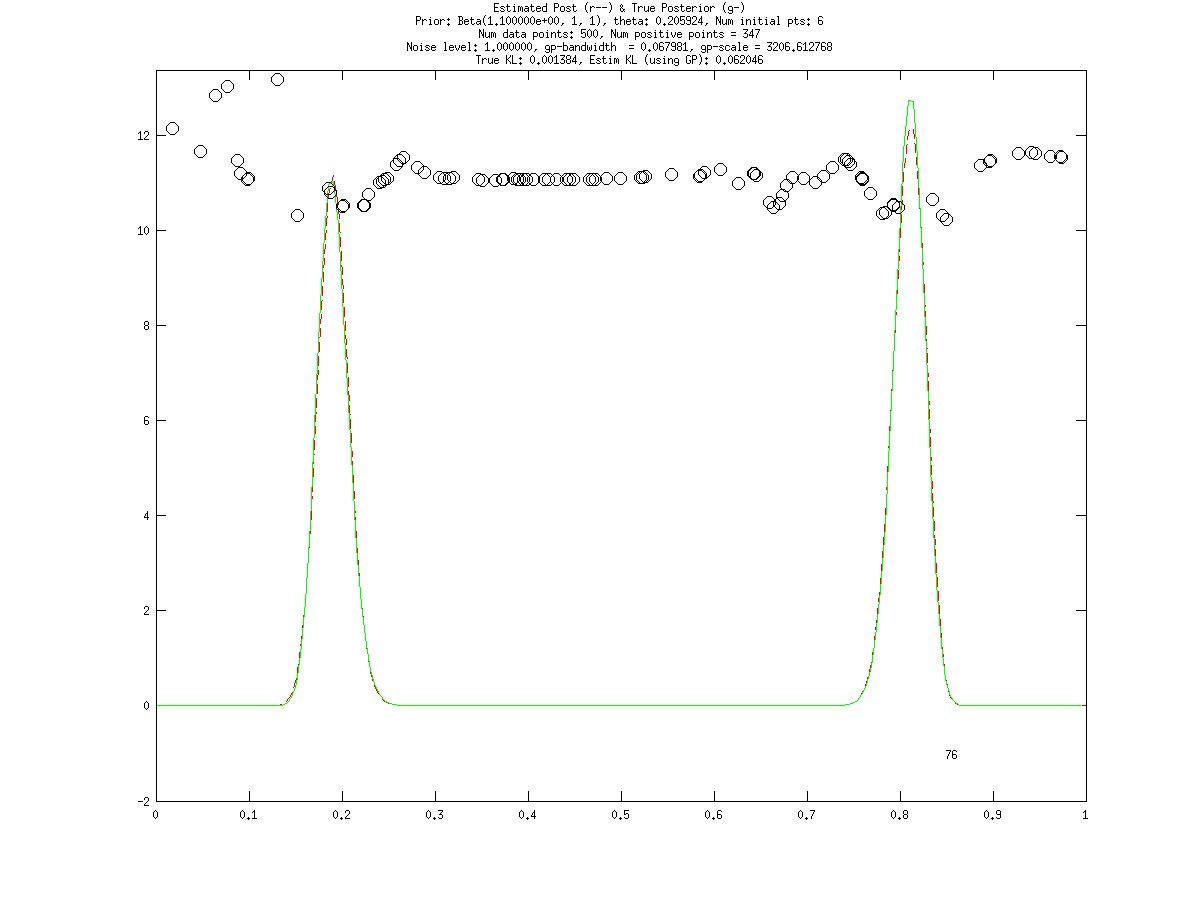 Estimated Post (r--) & True Posterior (g-)
Prior: Beta(1.100000e+00, 1, 1), theta: 0.205924, Num initial pts: 6
Num data points: 500, Num positive points = 347
Noise level: 1.000000, gp-bandwidth  = 0.067981, gp-scale = 3206.612768
True KL: 0.001384, Estim KL (using GP): 0.062046
12
10
8
6
4
2
0
76
-2
0 0.1 0.2 0.3 0.4 0.5 0.6 0.7 0.8 0.9 1